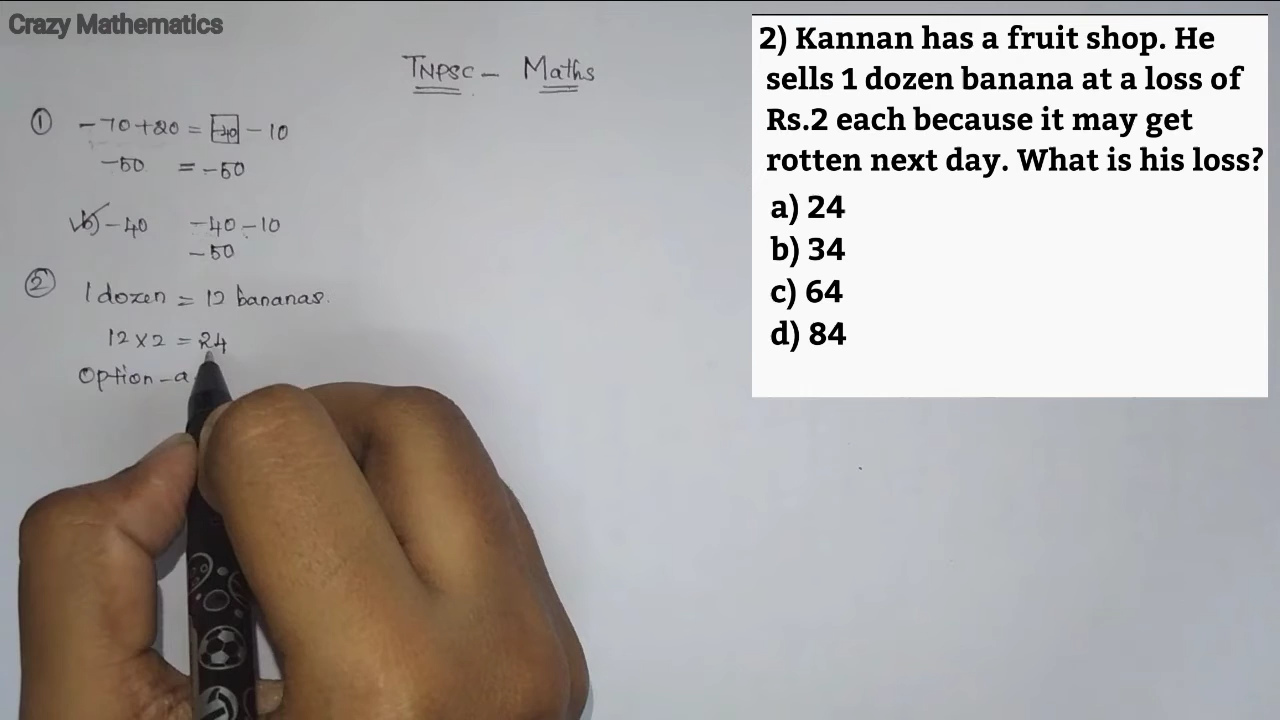 Crazy Mathematics
TNPSC - Maths
① -70+20 = -40 - 10
-50 = -50
b) -40 -40 - 10
-50
② 1 dozen = 12 bananas.
12 x 2 = 24
Option - a
2) Kannan has a fruit shop. He
sells 1 dozen banana at a loss of
Rs.2 each because it may get
rotten next day. What is his loss?
a) 24
b) 34
c) 64
d) 84